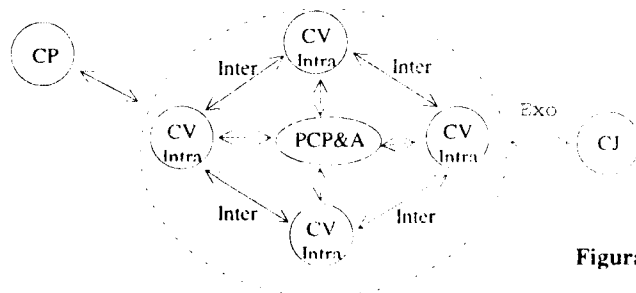 CV
Intra
CP
Inter
Inter
Exo
CV
Intra
PCP&A
CV
Intra
CJ
Inter
CV
Intra
Inter
Figura